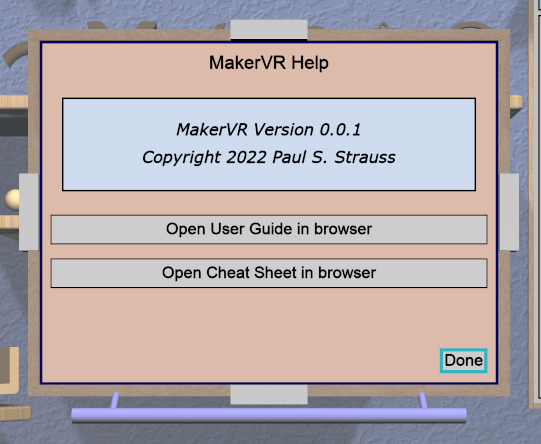 MakerVR Help
MakerVR Version 0.0.1
Copyright 2022 Paul S. Strauss
Open User Guide in browser
Open Cheat Sheet in browser
Done